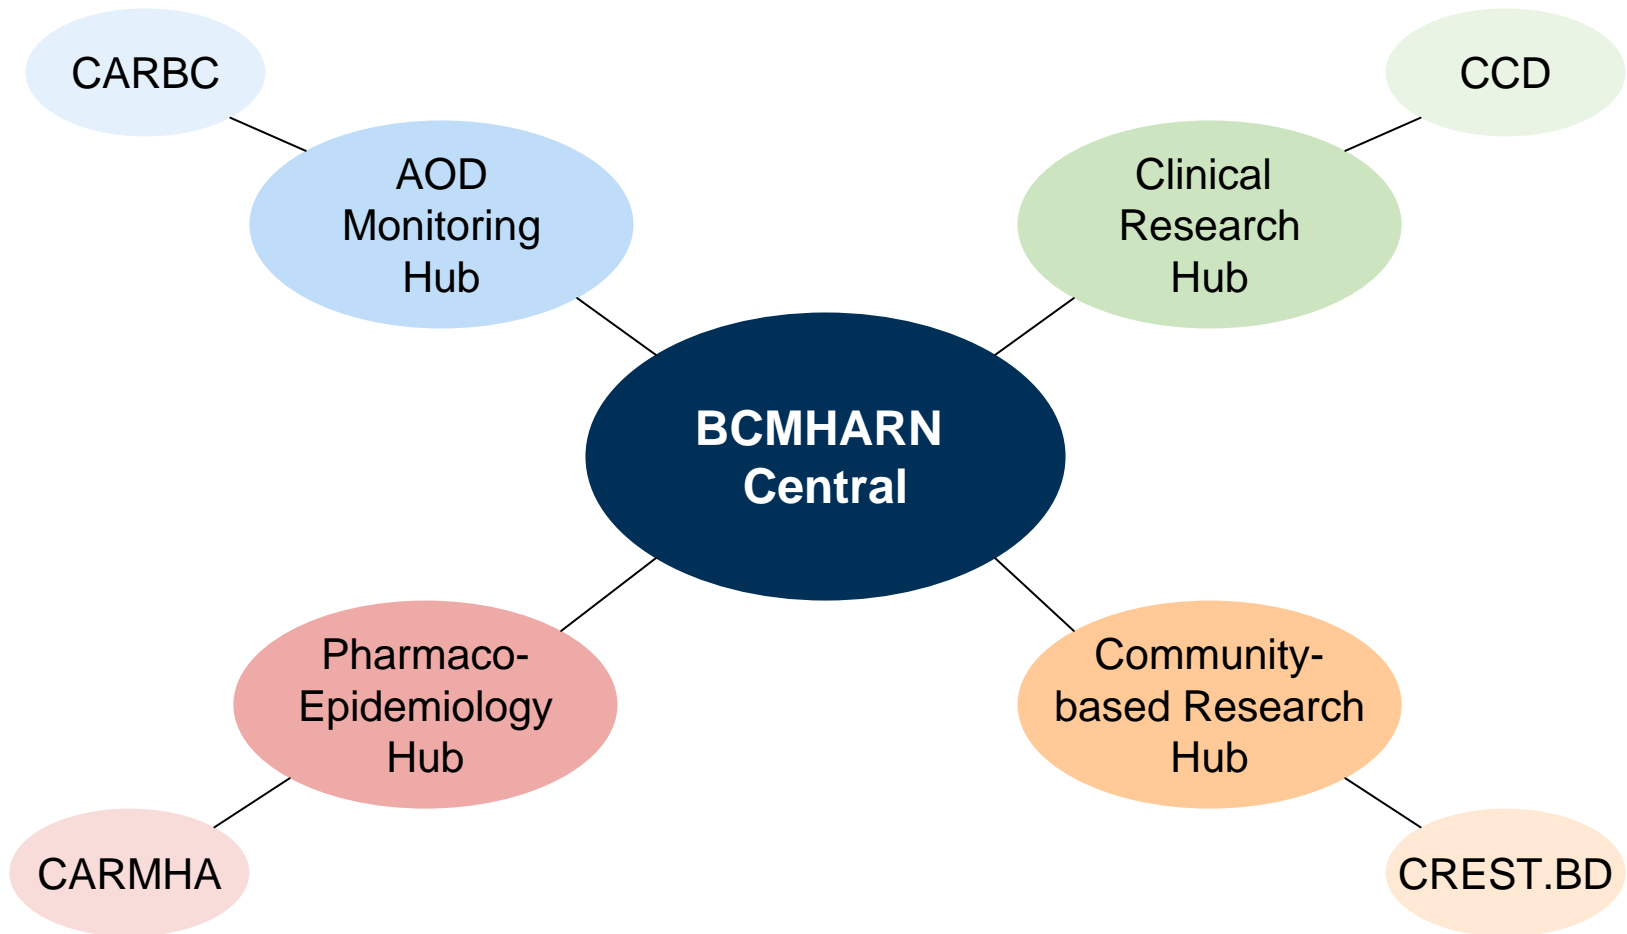 CARBC
CCD
AOD
Monitoring
Hub
Clinical
Research
Hub
BCMHARN
Central
Pharmaco-
Epidemiology
Hub
Community-
based Research
Hub
CARMHA
CREST.BD